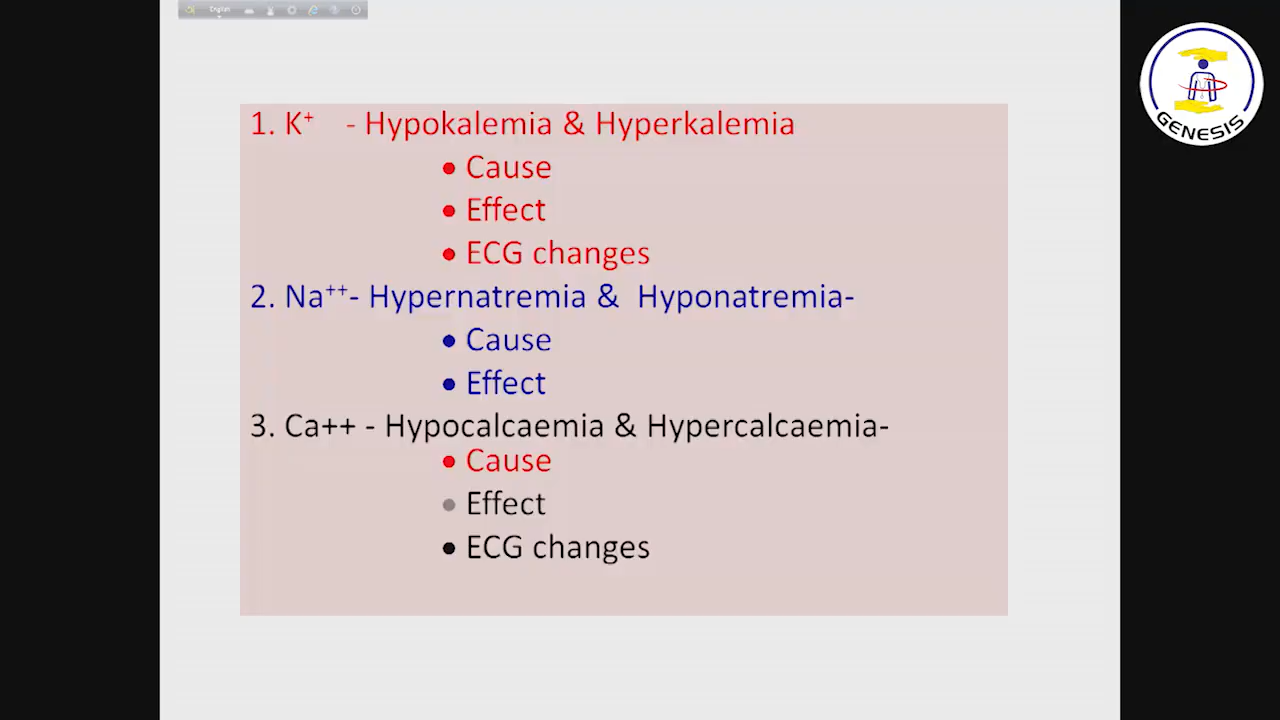 English
GENESIS
1. K⁺ - Hypokalemia & Hyperkalemia
• Cause
• Effect
• ECG changes
2. Na⁺⁺- Hypernatremia & Hyponatremia-
• Cause
• Effect
3. Ca++ - Hypocalcaemia & Hypercalcaemia-
• Cause
• Effect
• ECG changes